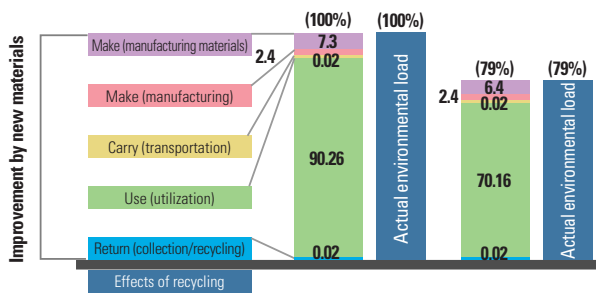 Improvement by new materials
Make (manufacturing materials)
Make (manufacturing)
Carry (transportation)
Use (utilization)
Return (collection/recycling)
Effects of recycling
(100%)
7.3
2.4
0.02
90.26
0.02
(100%)
Actual environmental load
(79%)
6.4
2.4
0.02
70.16
0.02
(79%)
Actual environmental load